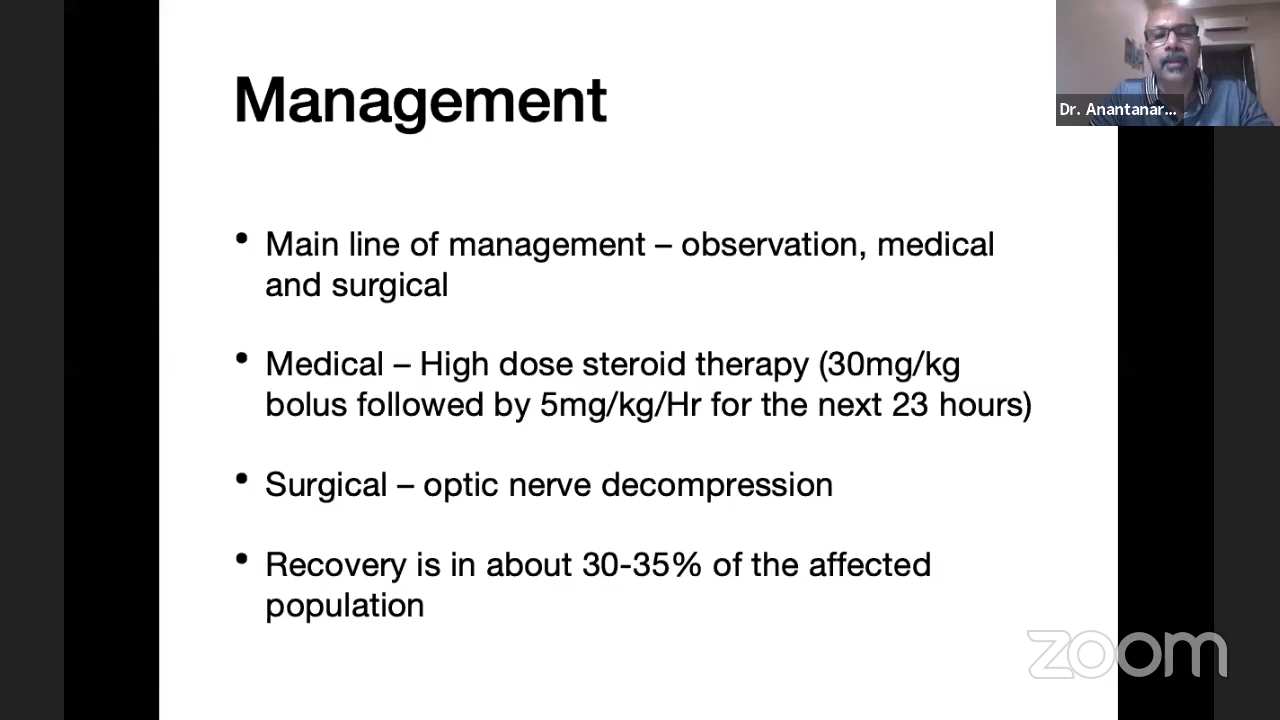 Management
Dr. Anantanar...
• Main line of management – observation, medical
and surgical
• Medical – High dose steroid therapy (30mg/kg
bolus followed by 5mg/kg/Hr for the next 23 hours)
• Surgical – optic nerve decompression
• Recovery is in about 30-35% of the affected
population
zoom